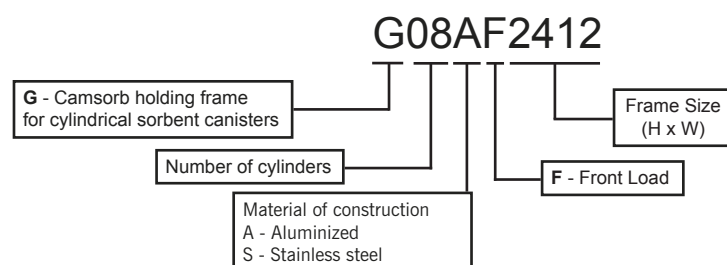 G08AF2412
G - Camsorb holding frame
for cylindrical sorbent canisters
Frame Size
(H x W)
Number of cylinders
F - Front Load
Material of construction
A - Aluminized
S - Stainless steel